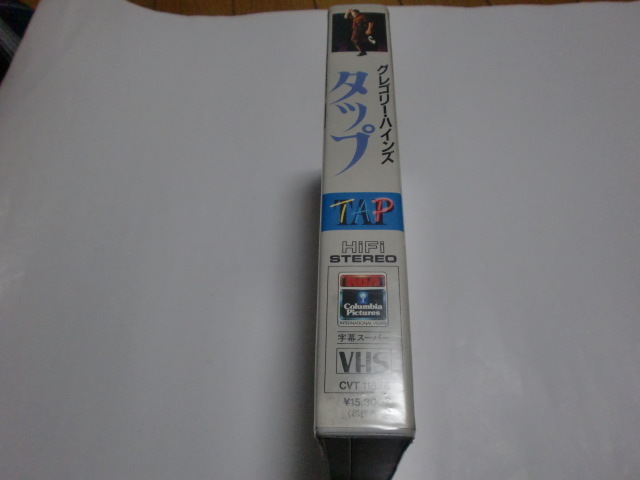 グレゴリー・ハインズ
タップ
TAP
HiFi
STEREO
Columbia
Pictures
INTERNATIONAL VIDEO
字幕スーパー
VHS
CVT